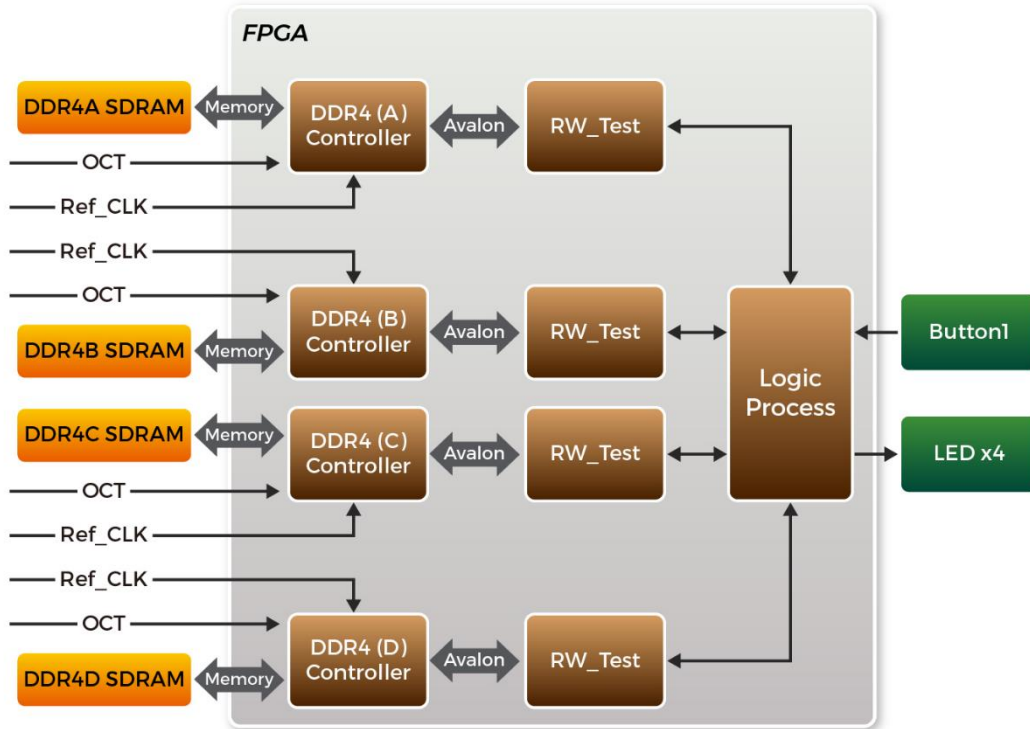 FPGA
DDR4A SDRAM
Memory
DDR4 (A)
Controller
Avalon
RW_Test
OCT
Ref_CLK
Ref_CLK
OCT
DDR4B SDRAM
Memory
DDR4 (B)
Controller
Avalon
RW_Test
Logic
Process
Button1
DDR4C SDRAM
Memory
DDR4 (C)
Controller
Avalon
RW_Test
LED x4
OCT
Ref_CLK
Ref_CLK
OCT
DDR4D SDRAM
Memory
DDR4 (D)
Controller
Avalon
RW_Test